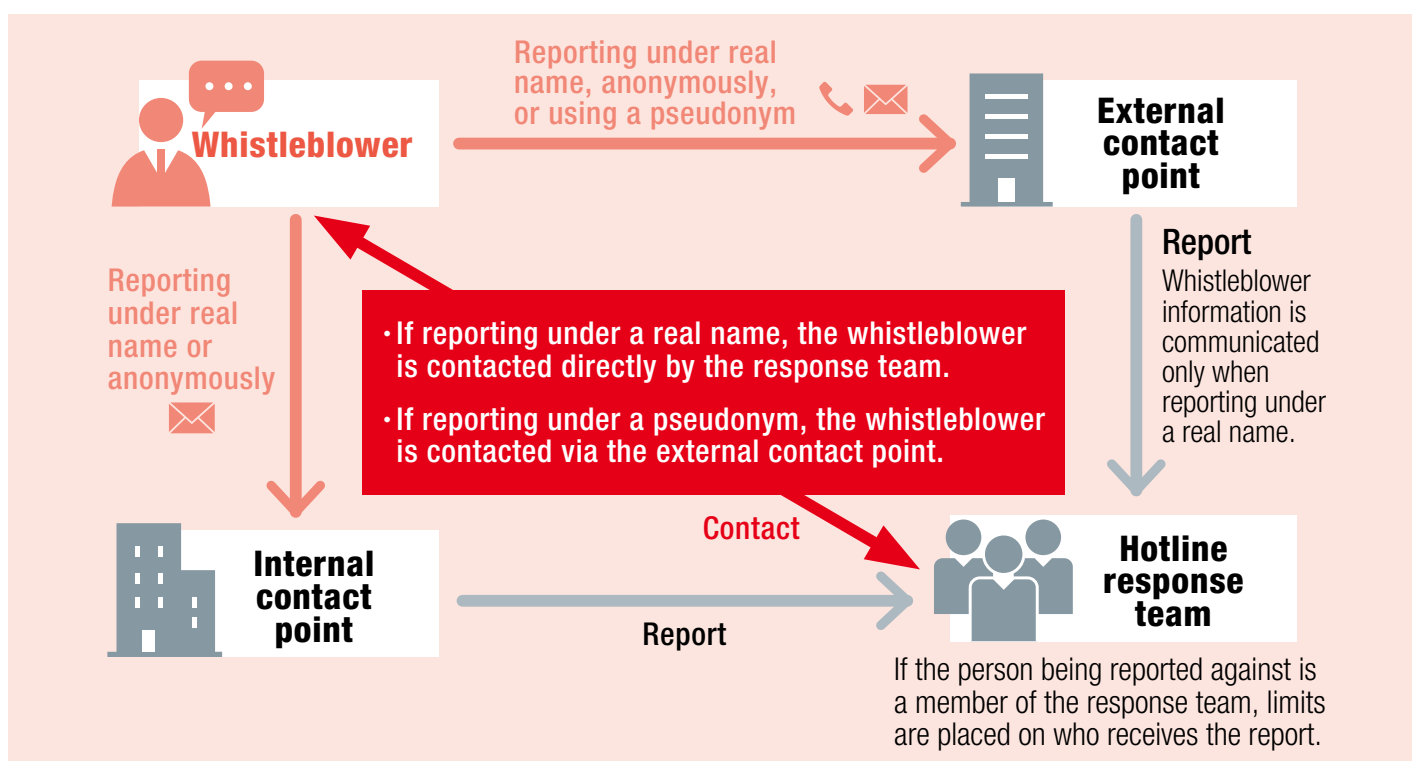 Reporting under real
name, anonymously,
or using a pseudonym
Whistleblower
External
contact
point
Reporting
under real
name or
anonymously
・If reporting under a real name, the whistleblower
is contacted directly by the response team.
・If reporting under a pseudonym, the whistleblower
is contacted via the external contact point.
Report
Whistleblower
information is
communicated
only when
reporting under
a real name.
Contact
Internal
contact
point
Report
Hotline
response
team
If the person being reported against is
a member of the response team, limits
are placed on who receives the report.